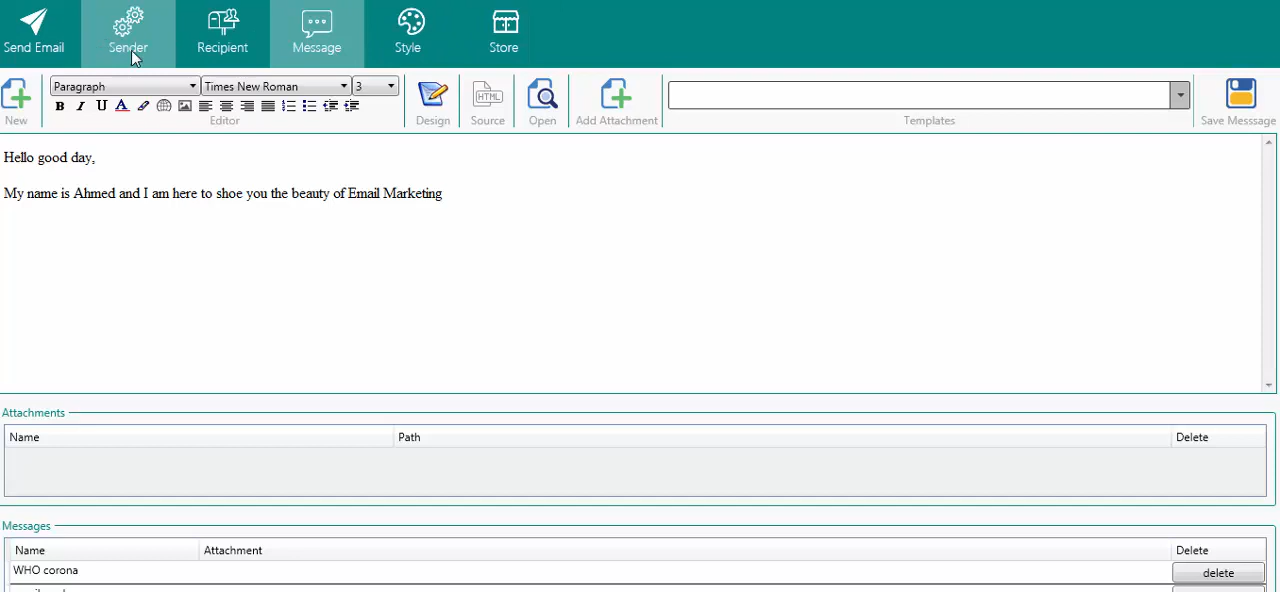 Send Email Sender Recipient Message Style Store
Paragraph Times New Roman 3
HTML
B I U A
New Editor Design Source Open Add Attachment Templates Save Messsage
Hello good day,
My name is Ahmed and I am here to shoe you the beauty of Email Marketing
Attachments
Name Path Delete
Messages
Name Attachment Delete
WHO corona delete